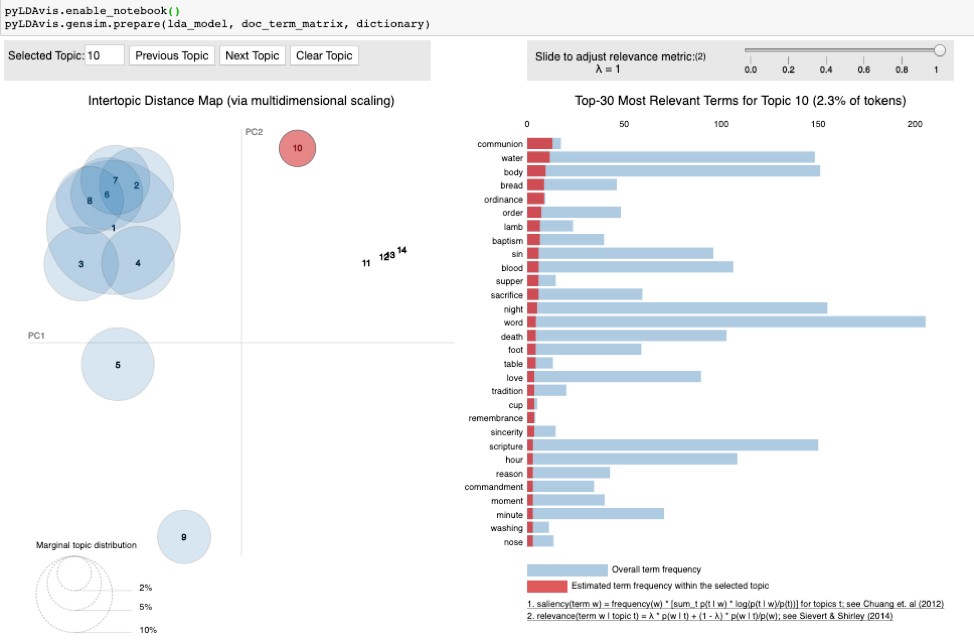 pyLDAvis.enable_notebook()
pyLDAvis.gensim.prepare(lda_model, doc_term_matrix, dictionary)
Selected Topic: 10 Previous Topic Next Topic Clear Topic
Slide to adjust relevance metric:(2)
λ = 1
0.0 0.2 0.4 0.6 0.8 1
Intertopic Distance Map (via multidimensional scaling)
PC2
PC1
10
7
2
6
8
1
3
4
11
12
13
14
5
9
Marginal topic distribution
2%
5%
10%
Top-30 Most Relevant Terms for Topic 10 (2.3% of tokens)
0 50 100 150 200
communion
water
body
bread
ordinance
order
lamb
baptism
sin
blood
supper
sacrifice
night
word
death
foot
table
love
tradition
cup
remembrance
sincerity
scripture
hour
reason
commandment
moment
minute
washing
nose
Overall term frequency
Estimated term frequency within the selected topic
1. saliency(term w) = frequency(w) * [sum_t p(t | w) * log(p(t | w)/p(t))] for topics t; see Chuang et. al (2012)
2. relevance(term w | topic t) = λ * p(w | t) + (1 - λ) * p(w | t)/p(w); see Sievert & Shirley (2014)